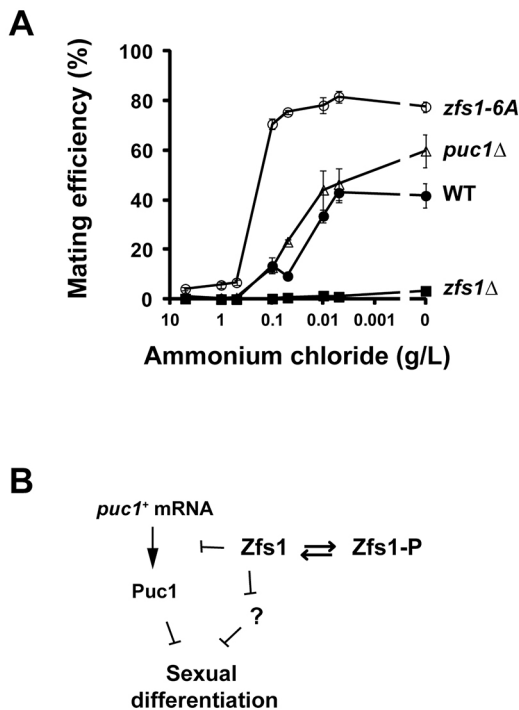 A
Mating efficiency (%)
100
80
60
40
20
0
zfs1-6A
puc1Δ
WT
zfs1Δ
10 1 0.1 0.01 0.001 0
Ammonium chloride (g/L)
B
puc1⁺ mRNA
Zfs1 Zfs1-P
Puc1
?
Sexual
differentiation